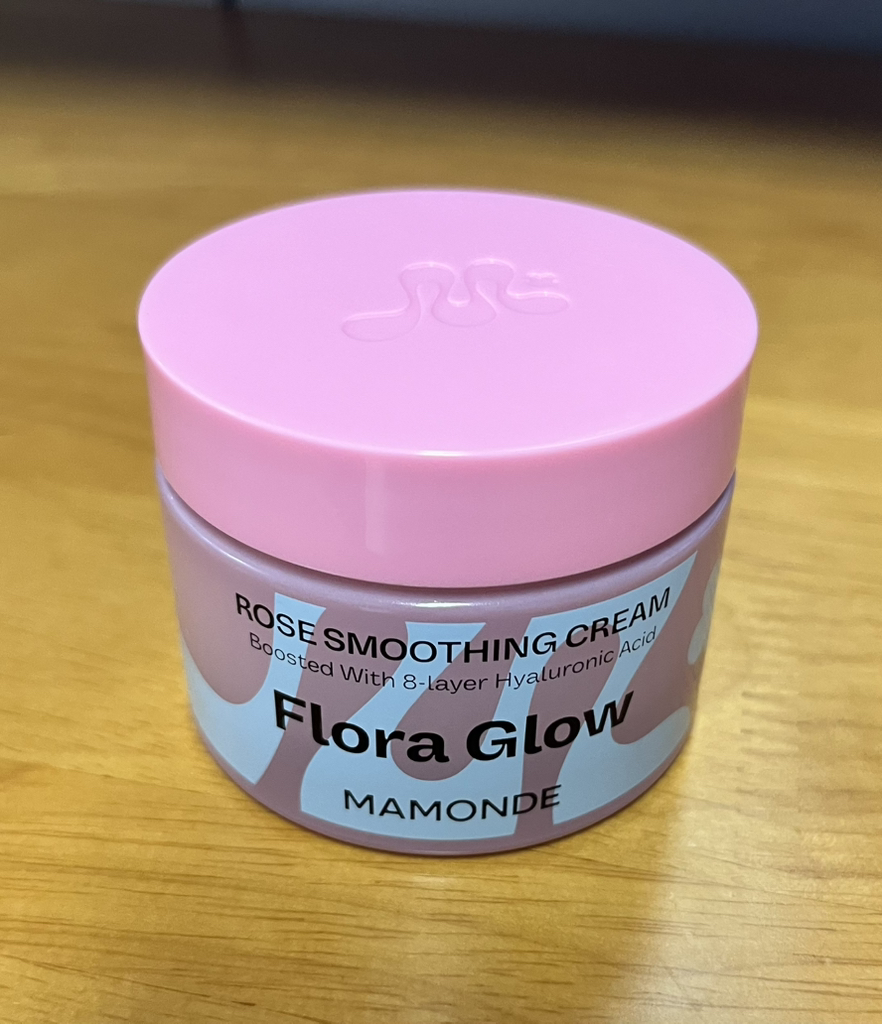 ROSE SMOOTHING CREAM
Boosted With 8-layer Hyaluronic Acid
Flora Glow
MAMONDE